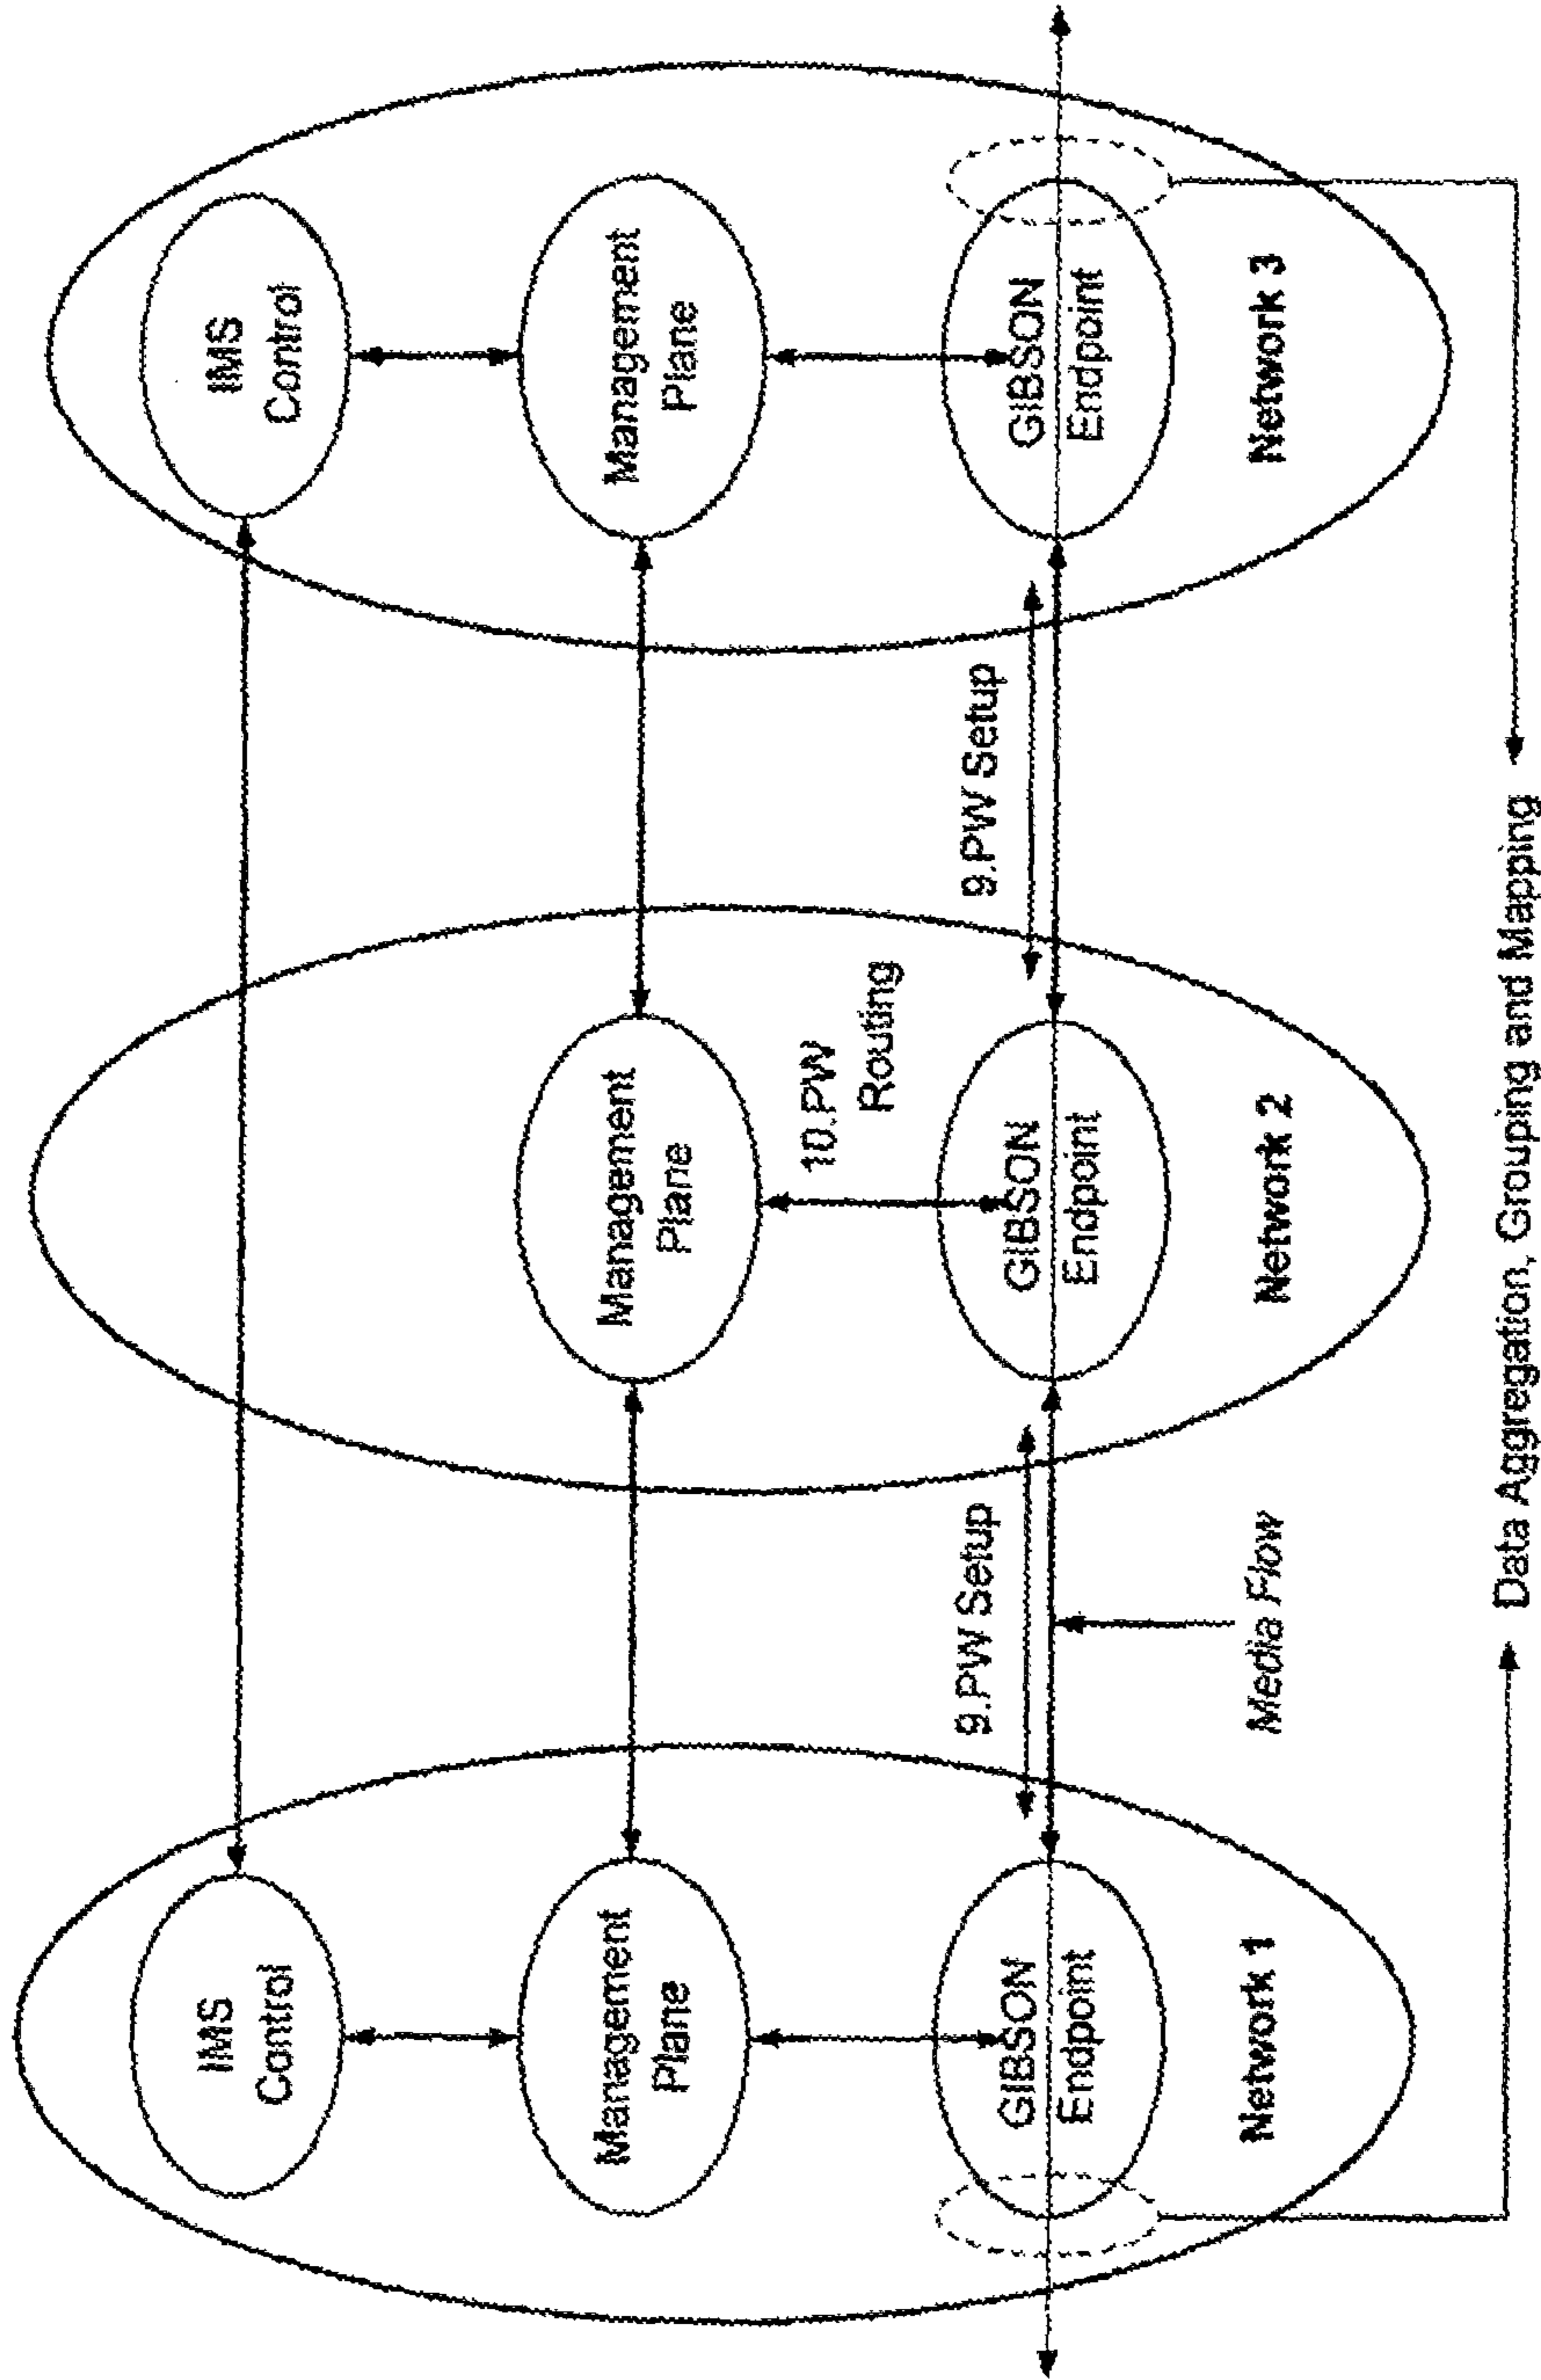 IMS
Control
IMS
Control
Management
Plane
Management
Plane
Management
Plane
10.PW
Routing
9.PW Setup
9.PW Setup
GIBSON
Endpoint
GIBSON
Endpoint
GIBSON
Endpoint
Network 1
Media Flow
Network 2
Network 3
Data Aggregation, Grouping and Mapping